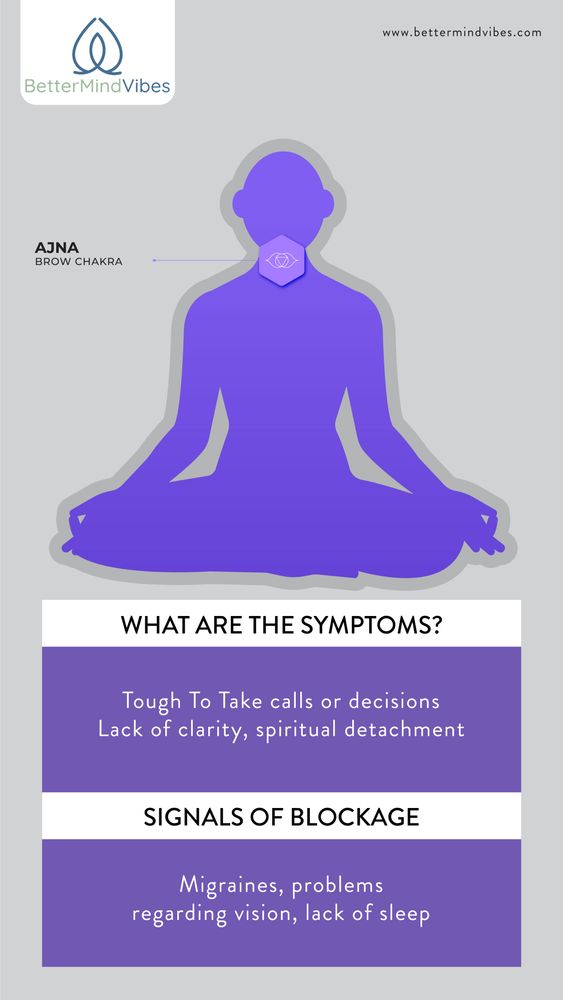 BetterMindVibes
www.bettermindvibes.com
AJNA
BROW CHAKRA
WHAT ARE THE SYMPTOMS?
Tough To Take calls or decisions
Lack of clarity, spiritual detachment
SIGNALS OF BLOCKAGE
Migraines, problems
regarding vision, lack of sleep